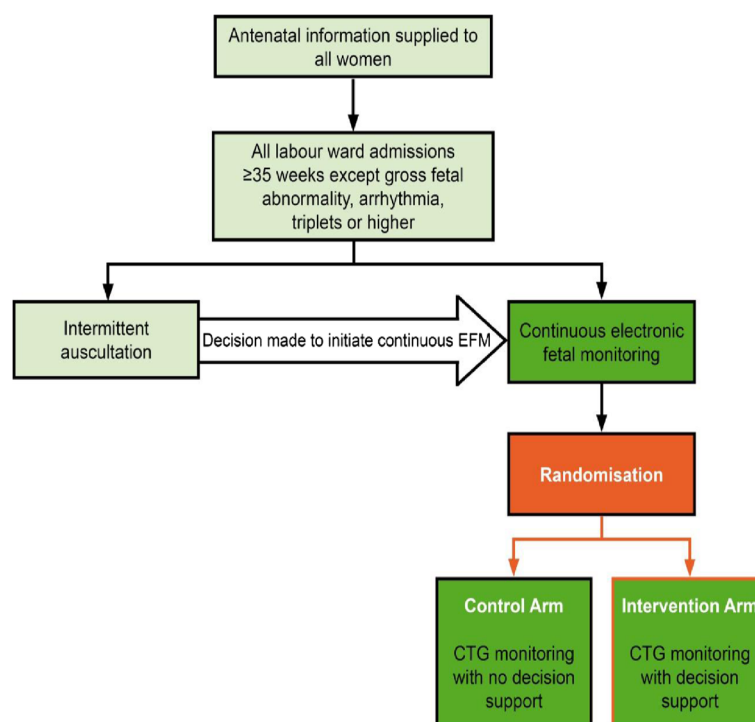 Antenatal information supplied to
all women
All labour ward admissions
≥35 weeks except gross fetal
abnormality, arrhythmia,
triplets or higher
Intermittent
auscultation
Decision made to initiate continuous EFM
Continuous electronic
fetal monitoring
Randomisation
Control Arm
CTG monitoring
with no decision
support
Intervention Arm
CTG monitoring
with decision
support